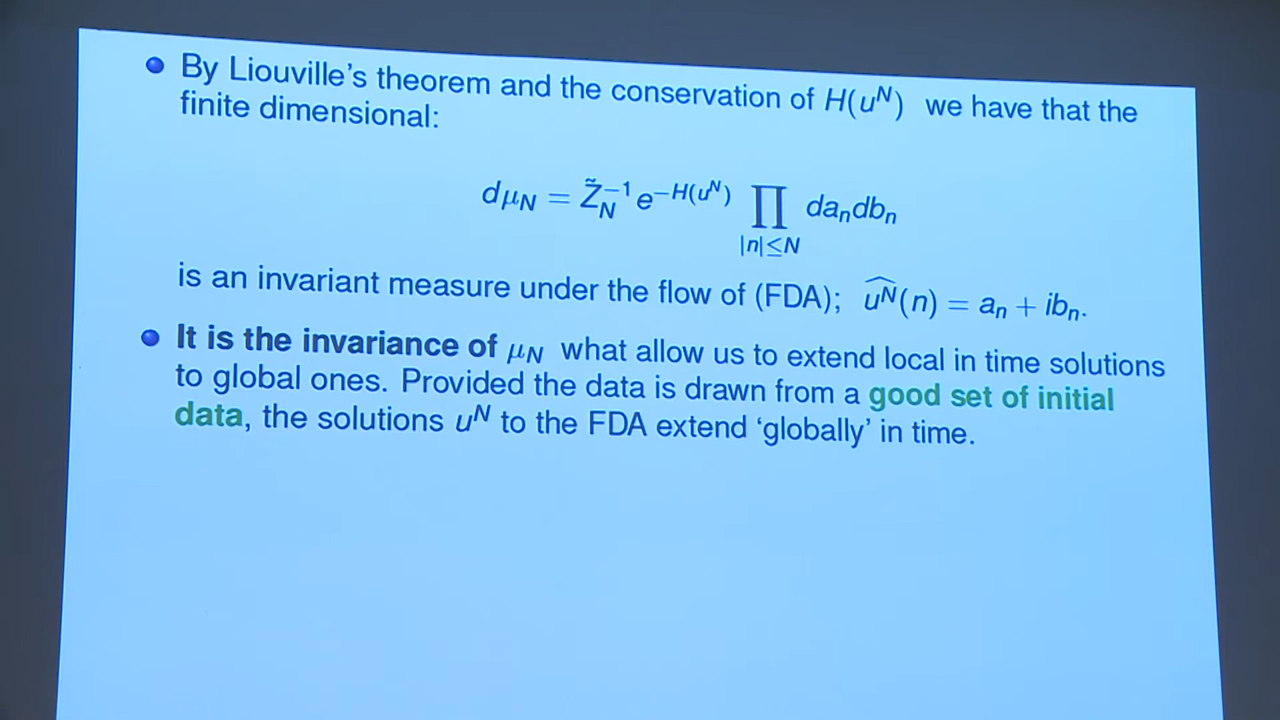 By Liouville's theorem and the conservation of H(u^N) we have that the
finite dimensional:
dμ_N = Z̃_N^{-1} e^{-H(u^N)} ∏_{|n|≤N} da_n db_n
is an invariant measure under the flow of (FDA); \widehat{u^N}(n) = a_n + ib_n.
It is the invariance of μ_N what allow us to extend local in time solutions
to global ones. Provided the data is drawn from a good set of initial
data, the solutions u^N to the FDA extend 'globally' in time.